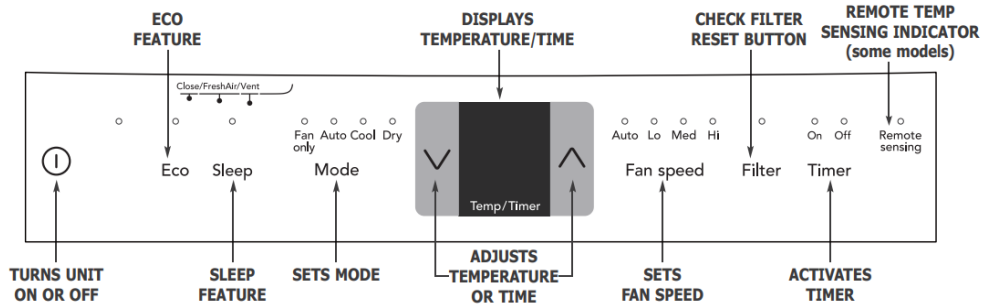 ECO
FEATURE
DISPLAYS
TEMPERATURE/TIME
CHECK FILTER
RESET BUTTON
REMOTE TEMP
SENSING INDICATOR
(some models)
Close/FreshAir/Vent
Fan only
Auto
Cool
Dry
Auto
Lo
Med
Hi
On
Off
Remote sensing
Eco
Sleep
Mode
Temp/Timer
Fan speed
Filter
Timer
TURNS UNIT
ON OR OFF
SLEEP
FEATURE
SETS MODE
ADJUSTS
TEMPERATURE
OR TIME
SETS
FAN SPEED
ACTIVATES
TIMER